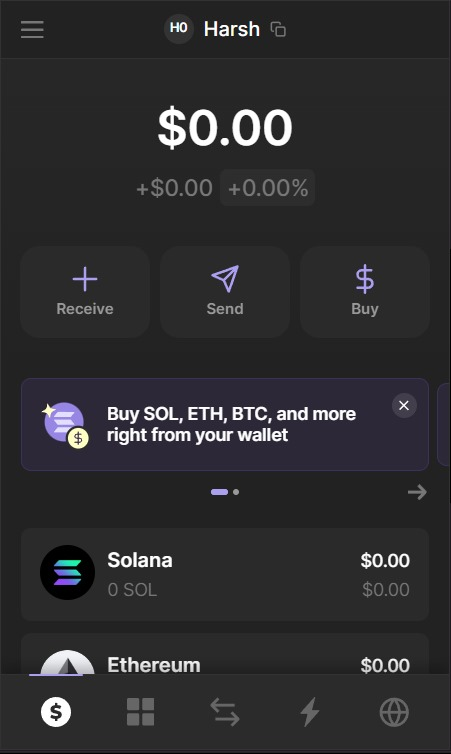 H0 Harsh
$0.00
+$0.00 +0.00%
Receive Send Buy
Buy SOL, ETH, BTC, and more
right from your wallet
$
Solana $0.00
0 SOL $0.00
Ethereum $0.00
$